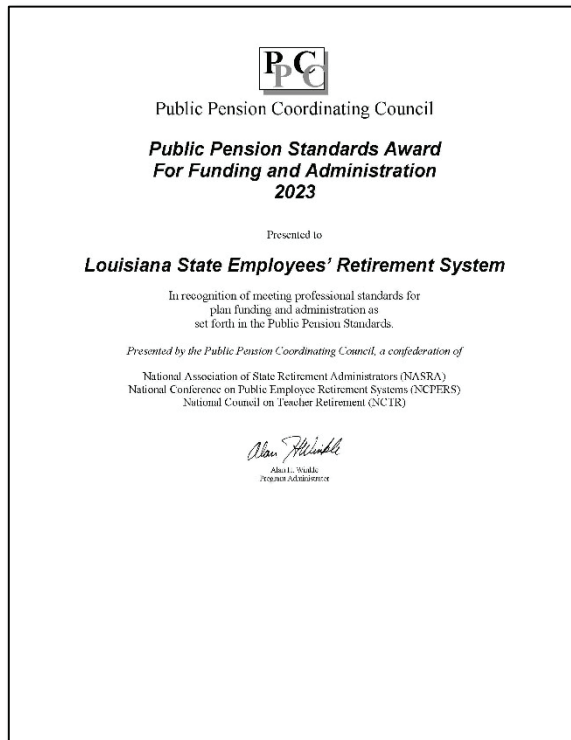 PPCC
Public Pension Coordinating Council
Public Pension Standards Award
For Funding and Administration
2023
Presented to
Louisiana State Employees' Retirement System
In recognition of meeting professional standards for
plan funding and administration as
set forth in the Public Pension Standards.
Presented by the Public Pension Coordinating Council, a confederation of
National Association of State Retirement Administrators (NASRA)
National Conference on Public Employee Retirement Systems (NCPERS)
National Council on Teacher Retirement (NCTR)
Alan H. Winkle
Alan H. Winkle
Program Administrator